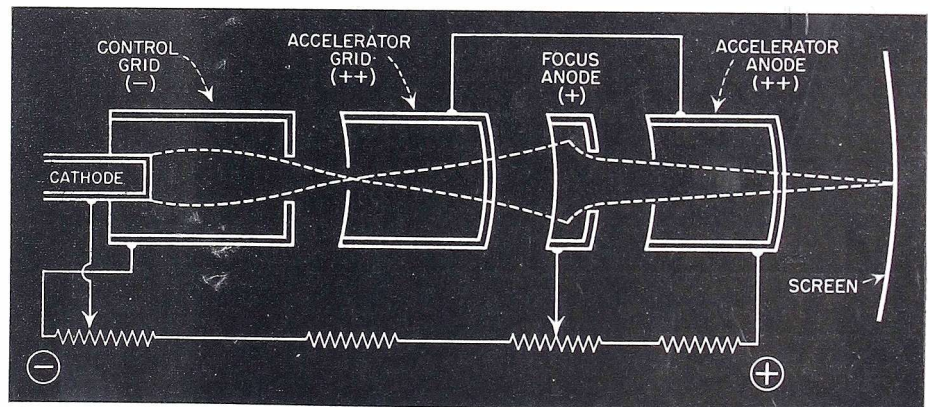 CONTROL
GRID
(−)
ACCELERATOR
GRID
(++)
FOCUS
ANODE
(+)
ACCELERATOR
ANODE
(++)
CATHODE
SCREEN
−
+